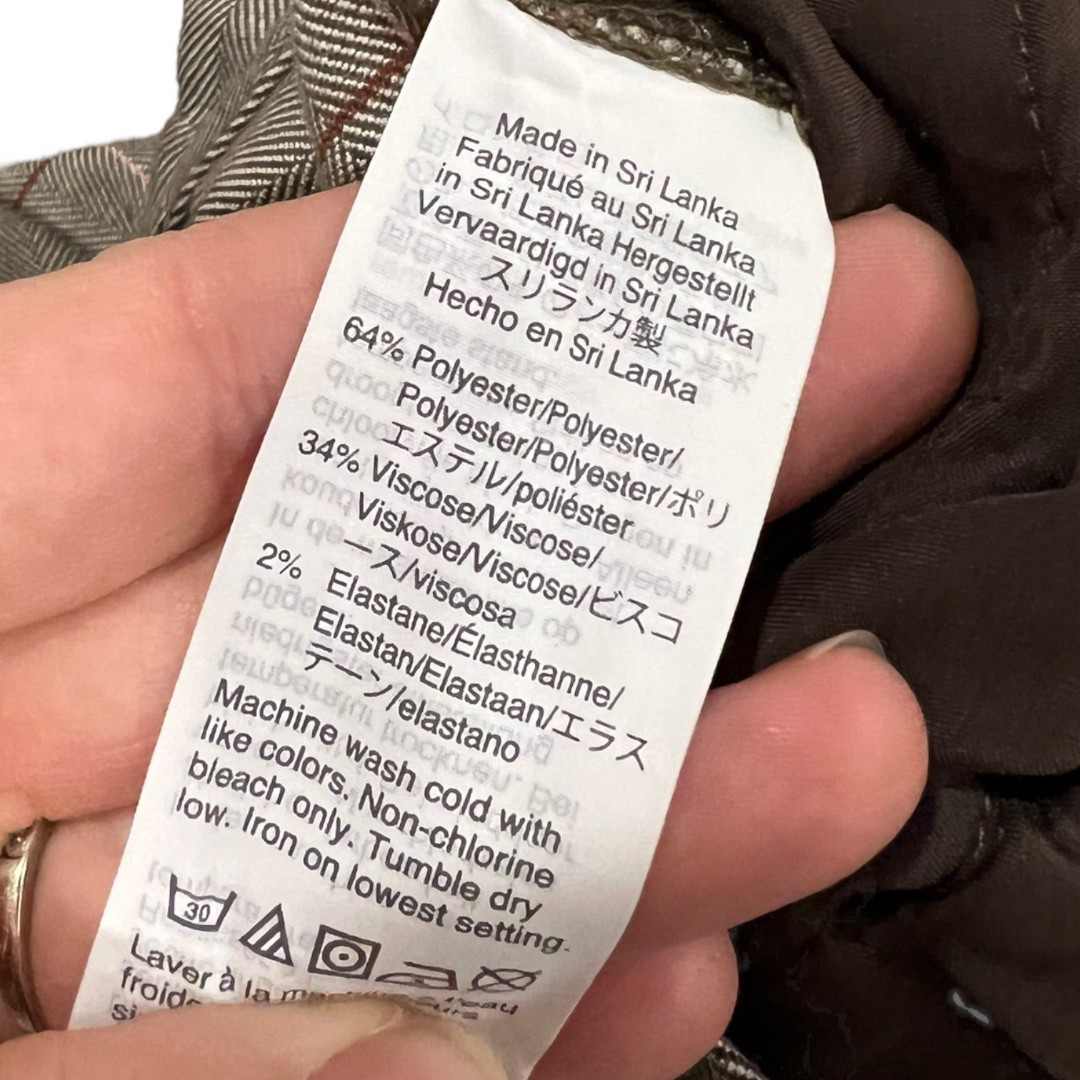 Made in Sri Lanka
Fabriqué au Sri Lanka
in Sri Lanka Hergestellt
Vervaardigd in Sri Lanka
スリランカ製
Hecho en Sri Lanka
64% Polyester/Polyester/
Polyester/Polyester/ポリ
エステル/poliéster
34% Viscose/Viscose/
Viskose/Viscose/ビスコ
ース/viscosa
2% Elastane/Élasthanne/
Elastan/Elastaan/エラス
テーン/elastano
Machine wash cold with
like colors. Non-chlorine
bleach only. Tumble dry
low. Iron on lowest setting.
30
Laver à la